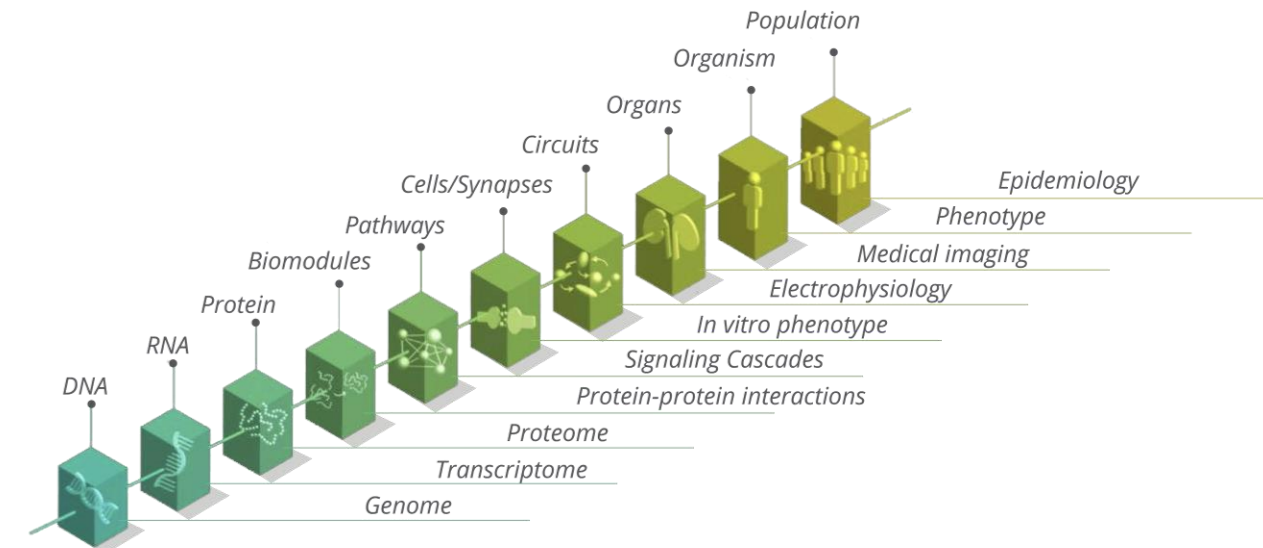 Population
Organism
Organs
Circuits
Cells/Synapses
Pathways
Biomodules
Protein
RNA
DNA
Epidemiology
Phenotype
Medical imaging
Electrophysiology
In vitro phenotype
Signaling Cascades
Protein-protein interactions
Proteome
Transcriptome
Genome